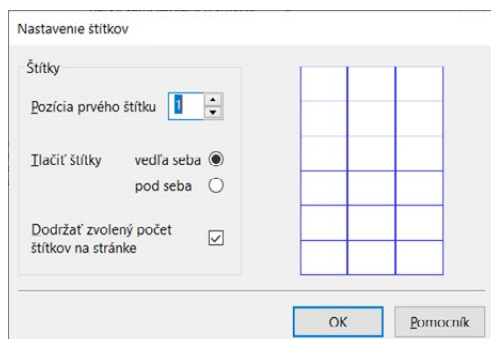 Nastavenie štítkov
Štítky
Pozícia prvého štítku 1
Tlačiť štítky vedľa seba
pod seba
Dodržať zvolený počet
štítkov na stránke
OK Pomocník